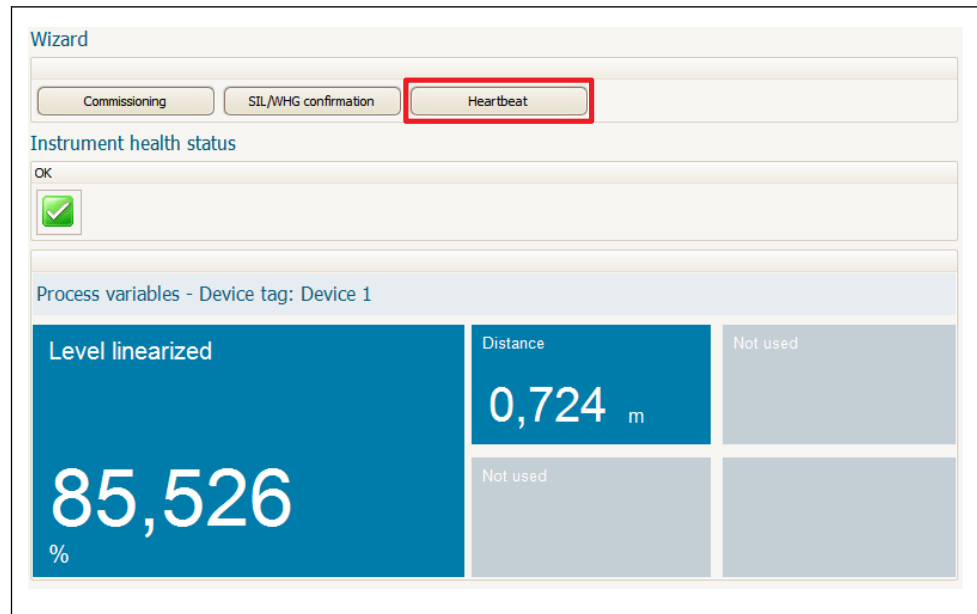 Wizard
Commissioning SIL/WHG confirmation Heartbeat
Instrument health status
OK
Process variables - Device tag: Device 1
Level linearized
85,526
%
Distance
0,724 m
Not used
Not used